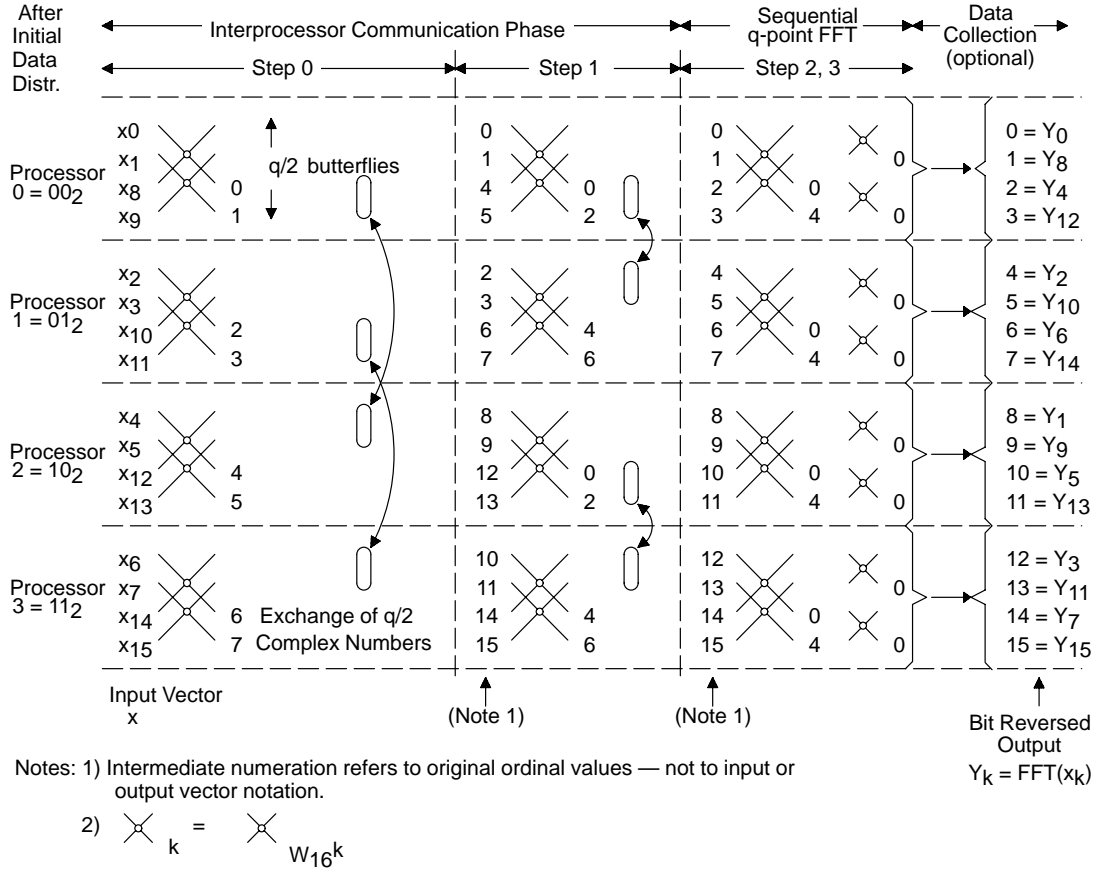 After Initial Data Distr.
Interprocessor Communication Phase
Sequential q-point FFT
Data Collection (optional)
Step 0
Step 1
Step 2, 3
Processor 0 = 00₂
x0 0 0 0 = Y₀
x₁ q/2 butterflies 1 1 0 1 = Y₈
x₈ 0 4 0 2 0 2 = Y₄
x₉ 1 5 2 3 4 0 3 = Y₁₂
Processor 1 = 01₂
x₂ 2 4 4 = Y₂
x₃ 3 5 0 5 = Y₁₀
x₁₀ 2 6 4 6 0 6 = Y₆
x₁₁ 3 7 6 7 4 0 7 = Y₁₄
Processor 2 = 10₂
x₄ 8 8 8 = Y₁
x₅ 9 9 0 9 = Y₉
x₁₂ 4 12 0 10 0 10 = Y₅
x₁₃ 5 13 2 11 4 0 11 = Y₁₃
Processor 3 = 11₂
x₆ 10 12 12 = Y₃
x₇ 11 13 0 13 = Y₁₁
x₁₄ 6 Exchange of q/2 14 4 14 0 14 = Y₇
x₁₅ 7 Complex Numbers 15 6 15 4 0 15 = Y₁₅
Input Vector
x
(Note 1)
(Note 1)
Bit Reversed
Output
Yₖ = FFT(xₖ)
Notes: 1) Intermediate numeration refers to original ordinal values — not to input or
output vector notation.
2) k = W₁₆k